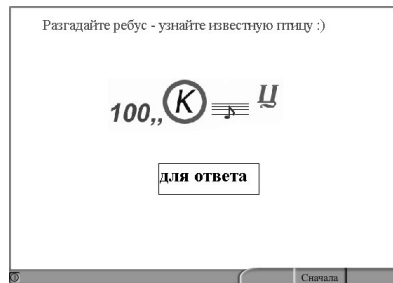 Разгадайте ребус - узнайте известную птицу :)
100,, К Ц
для ответа
Сначала